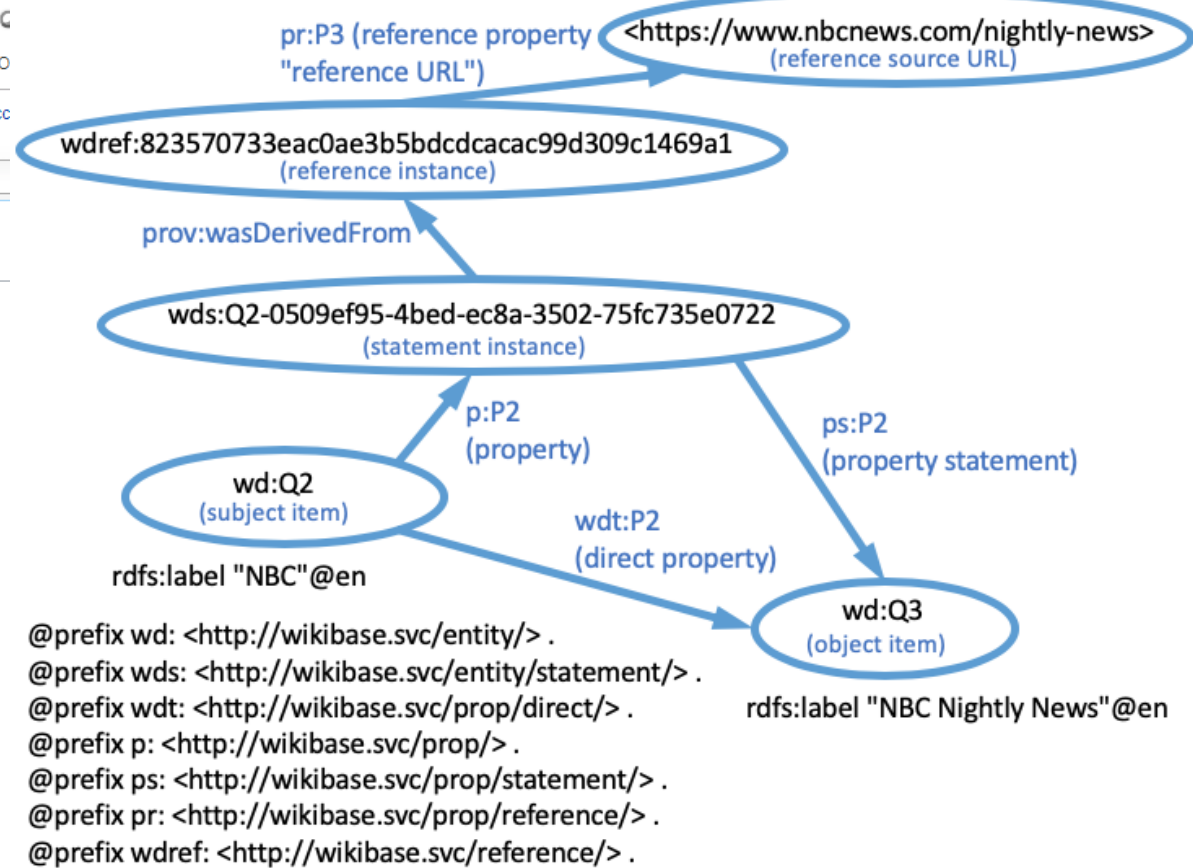 pr:P3 (reference property
"reference URL")
<https://www.nbcnews.com/nightly-news>
(reference source URL)
wdref:823570733eac0ae3b5bdcdcacac99d309c1469a1
(reference instance)
prov:wasDerivedFrom
wds:Q2-0509ef95-4bed-ec8a-3502-75fc735e0722
(statement instance)
p:P2
(property)
ps:P2
(property statement)
wd:Q2
(subject item)
wdt:P2
(direct property)
rdfs:label "NBC"@en
wd:Q3
(object item)
rdfs:label "NBC Nightly News"@en
@prefix wd: <http://wikibase.svc/entity/> .
@prefix wds: <http://wikibase.svc/entity/statement/> .
@prefix wdt: <http://wikibase.svc/prop/direct/> .
@prefix p: <http://wikibase.svc/prop/> .
@prefix ps: <http://wikibase.svc/prop/statement/> .
@prefix pr: <http://wikibase.svc/prop/reference/> .
@prefix wdref: <http://wikibase.svc/reference/> .